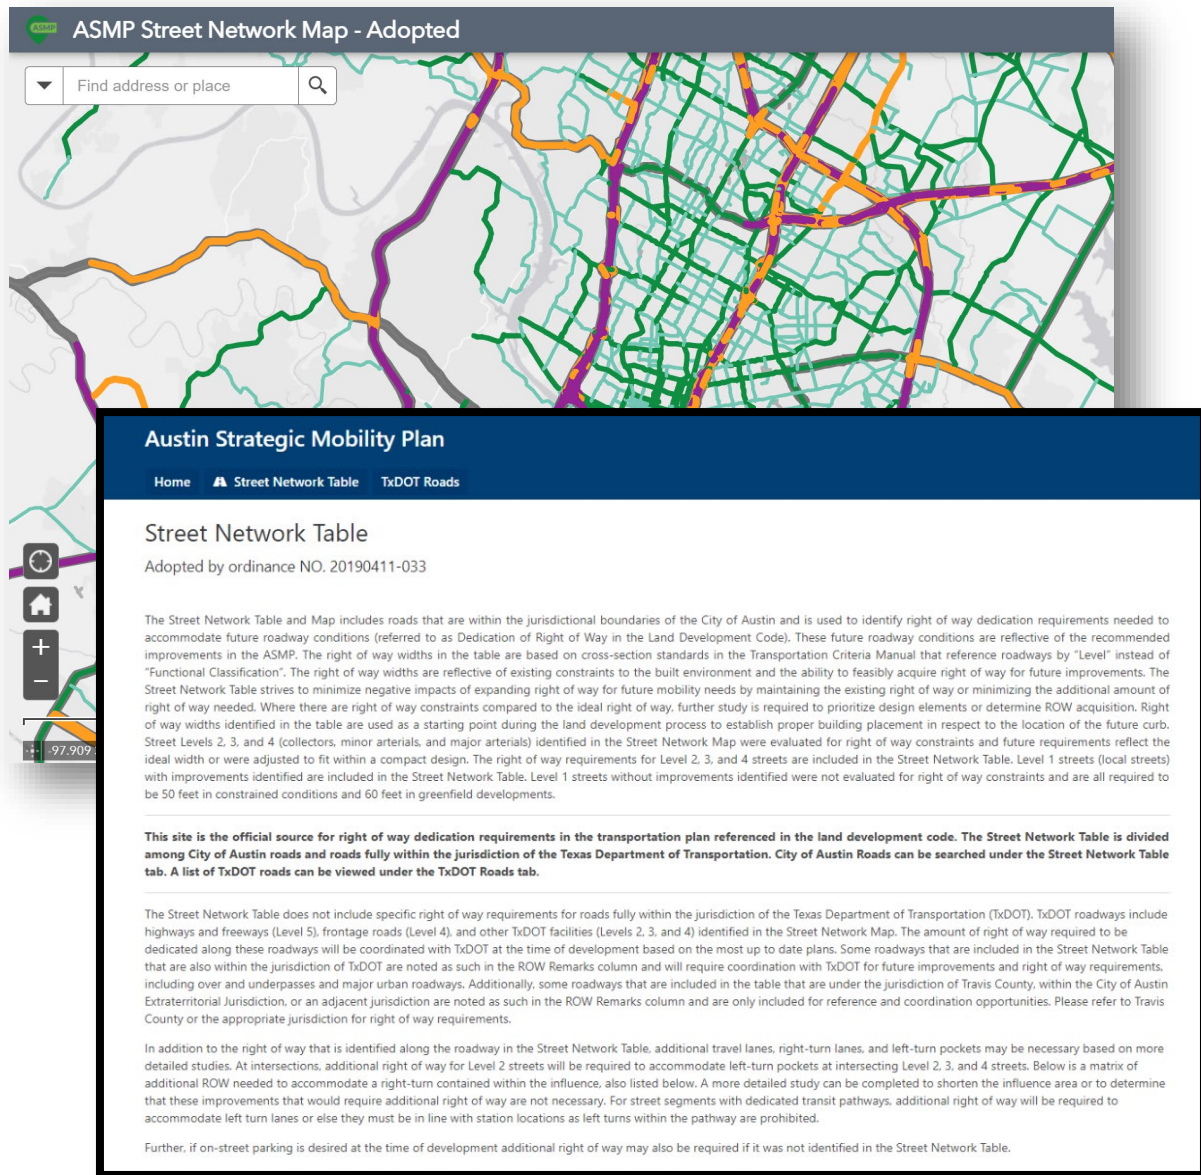 ASMP
ASMP Street Network Map - Adopted
Find address or place
+
−
-97.909
Austin Strategic Mobility Plan
Home Street Network Table TxDOT Roads
Street Network Table
Adopted by ordinance NO. 20190411-033
The Street Network Table and Map includes roads that are within the jurisdictional boundaries of the City of Austin and is used to identify right of way dedication requirements needed to
accommodate future roadway conditions (referred to as Dedication of Right of Way in the Land Development Code). These future roadway conditions are reflective of the recommended
improvements in the ASMP. The right of way widths in the table are based on cross-section standards in the Transportation Criteria Manual that reference roadways by "Level" instead of
"Functional Classification". The right of way widths are reflective of existing constraints to the built environment and the ability to feasibly acquire right of way for future improvements. The
Street Network Table strives to minimize negative impacts of expanding right of way for future mobility needs by maintaining the existing right of way or minimizing the additional amount of
right of way needed. Where there are right of way constraints compared to the ideal right of way, further study is required to prioritize design elements or determine ROW acquisition. Right
of way widths identified in the table are used as a starting point during the land development process to establish proper building placement in respect to the location of the future curb.
Street Levels 2, 3, and 4 (collectors, minor arterials, and major arterials) identified in the Street Network Map were evaluated for right of way constraints and future requirements reflect the
ideal width or were adjusted to fit within a compact design. The right of way requirements for Level 2, 3, and 4 streets are included in the Street Network Table. Level 1 streets (local streets)
with improvements identified are included in the Street Network Table. Level 1 streets without improvements identified were not evaluated for right of way constraints and are all required to
be 50 feet in constrained conditions and 60 feet in greenfield developments.
This site is the official source for right of way dedication requirements in the transportation plan referenced in the land development code. The Street Network Table is divided
among City of Austin roads and roads fully within the jurisdiction of the Texas Department of Transportation. City of Austin Roads can be searched under the Street Network Table
tab. A list of TxDOT roads can be viewed under the TxDOT Roads tab.
The Street Network Table does not include specific right of way requirements for roads fully within the jurisdiction of the Texas Department of Transportation (TxDOT). TxDOT roadways include
highways and freeways (Level 5), frontage roads (Level 4), and other TxDOT facilities (Levels 2, 3, and 4) identified in the Street Network Map. The amount of right of way required to be
dedicated along these roadways will be coordinated with TxDOT at the time of development based on the most up to date plans. Some roadways that are included in the Street Network Table
that are also within the jurisdiction of TxDOT are noted as such in the ROW Remarks column and will require coordination with TxDOT for future improvements and right of way requirements,
including over and underpasses and major urban roadways. Additionally, some roadways that are included in the table that are under the jurisdiction of Travis County, within the City of Austin
Extraterritorial Jurisdiction, or an adjacent jurisdiction are noted as such in the ROW Remarks column and are only included for reference and coordination opportunities. Please refer to Travis
County or the appropriate jurisdiction for right of way requirements.
In addition to the right of way that is identified along the roadway in the Street Network Table, additional travel lanes, right-turn lanes, and left-turn pockets may be necessary based on more
detailed studies. At intersections, additional right of way for Level 2 streets will be required to accommodate left-turn pockets at intersecting Level 2, 3, and 4 streets. Below is a matrix of
additional ROW needed to accommodate a right-turn contained within the influence, also listed below. A more detailed study can be completed to shorten the influence area or to determine
that these improvements that would require additional right of way are not necessary. For street segments with dedicated transit pathways, additional right of way will be required to
accommodate left turn lanes or else they must be in line with station locations as left turns within the pathway are prohibited.
Further, if on-street parking is desired at the time of development additional right of way may also be required if it was not identified in the Street Network Table.